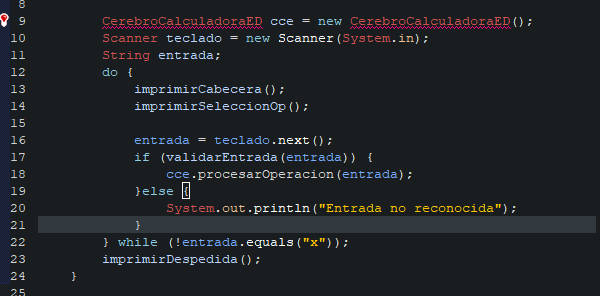 8
9 CerebroCalculadoraED cce = new CerebroCalculadoraED();
10 Scanner teclado = new Scanner(System.in);
11 String entrada;
12 do {
13 imprimirCabecera();
14 imprimirSeleccionOp();
15
16 entrada = teclado.next();
17 if (validarEntrada(entrada)) {
18 cce.procesarOperacion(entrada);
19 }else {
20 System.out.println("Entrada no reconocida");
21 }
22 } while (!entrada.equals("x"));
23 imprimirDespedida();
24 }
25